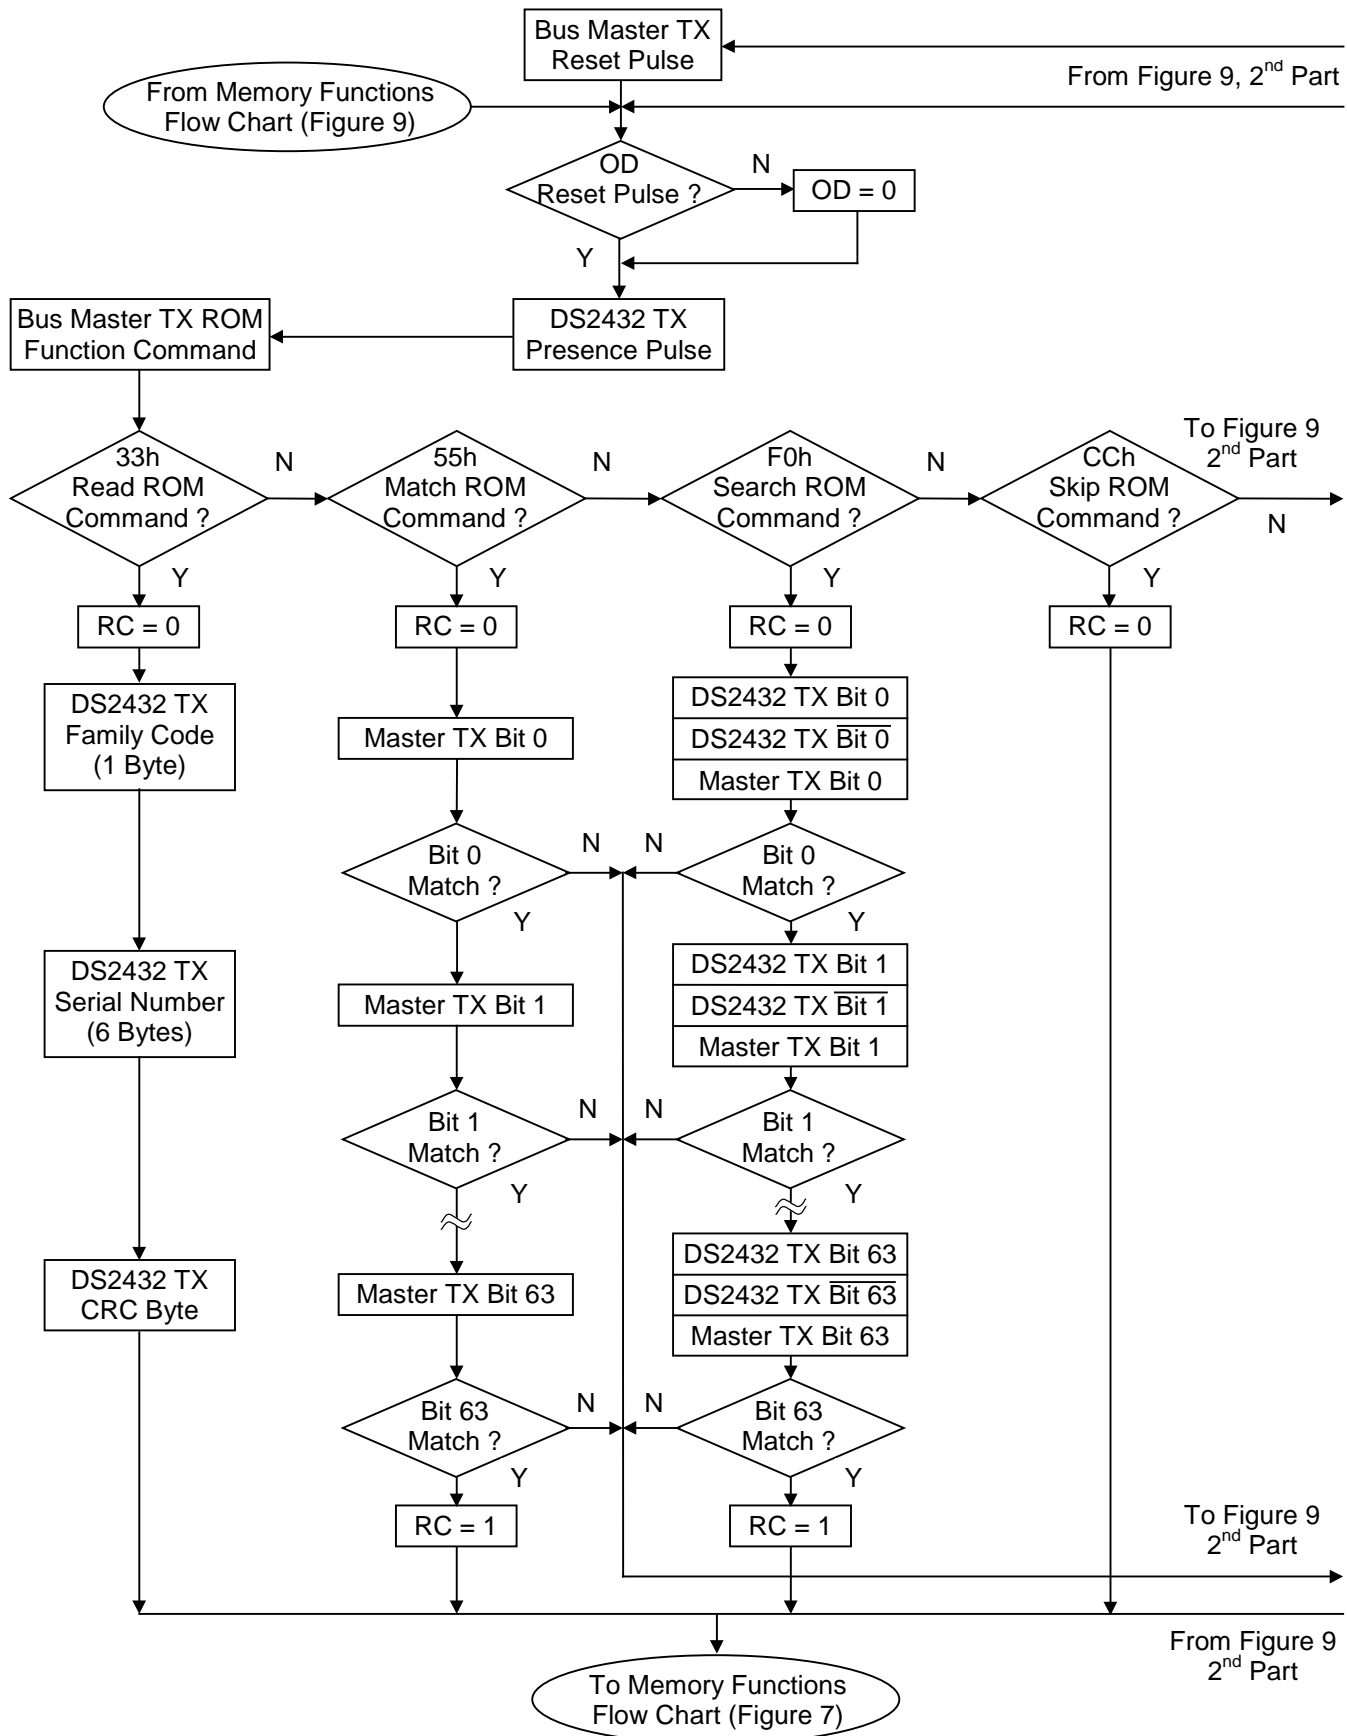 Bus Master TX
Reset Pulse
From Figure 9, 2nd Part
From Memory Functions
Flow Chart (Figure 9)
OD
Reset Pulse ?
N
OD = 0
Y
Bus Master TX ROM
Function Command
DS2432 TX
Presence Pulse
33h
Read ROM
Command ?
N
55h
Match ROM
Command ?
N
F0h
Search ROM
Command ?
N
CCh
Skip ROM
Command ?
To Figure 9
2nd Part
N
Y
Y
Y
Y
RC = 0
RC = 0
RC = 0
RC = 0
DS2432 TX
Family Code
(1 Byte)
Master TX Bit 0
DS2432 TX Bit 0
DS2432 TX B̅i̅t̅ ̅0̅
Master TX Bit 0
Bit 0
Match ?
N
N
Bit 0
Match ?
Y
Y
DS2432 TX
Serial Number
(6 Bytes)
Master TX Bit 1
DS2432 TX Bit 1
DS2432 TX B̅i̅t̅ ̅1̅
Master TX Bit 1
Bit 1
Match ?
N
N
Bit 1
Match ?
Y
Y
DS2432 TX
CRC Byte
Master TX Bit 63
DS2432 TX Bit 63
DS2432 TX B̅i̅t̅ ̅6̅3̅
Master TX Bit 63
Bit 63
Match ?
N
N
Bit 63
Match ?
Y
Y
RC = 1
RC = 1
To Figure 9
2nd Part
From Figure 9
2nd Part
To Memory Functions
Flow Chart (Figure 7)